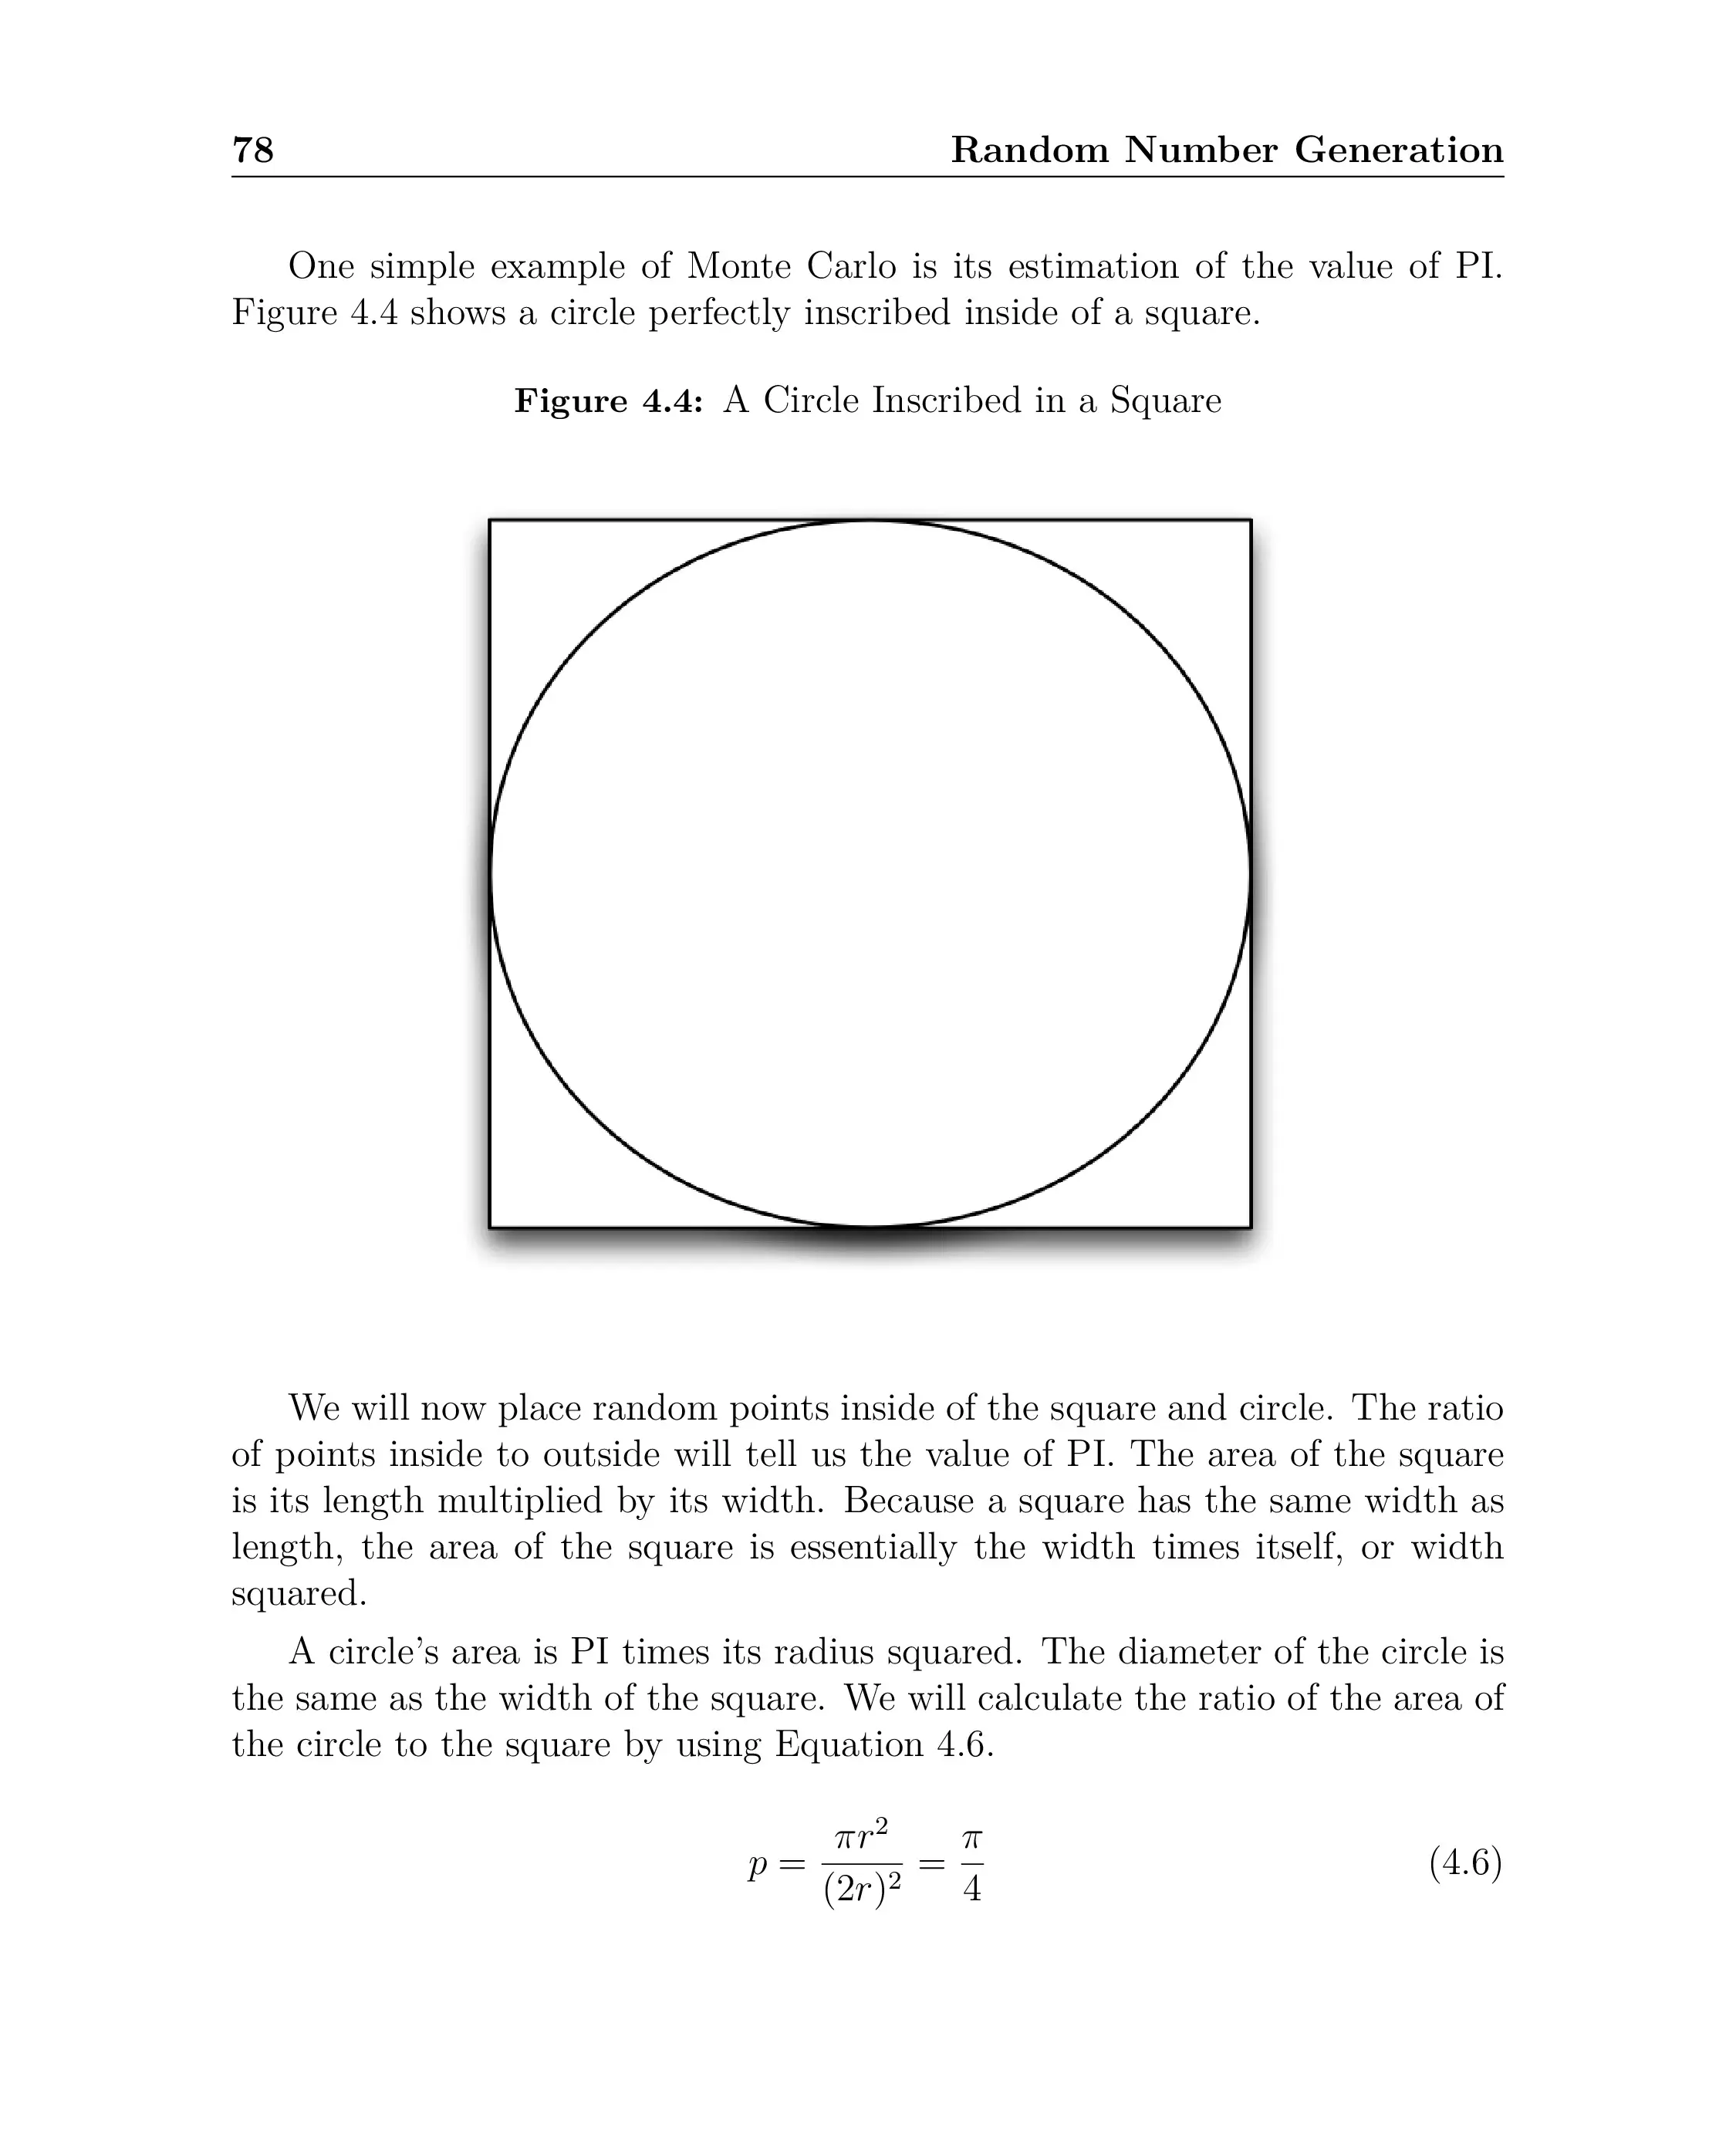 78 Random Number Generation
One simple example of Monte Carlo is its estimation of the value of PI.
Figure 4.4 shows a circle perfectly inscribed inside of a square.
Figure 4.4: A Circle Inscribed in a Square
We will now place random points inside of the square and circle. The ratio
of points inside to outside will tell us the value of PI. The area of the square
is its length multiplied by its width. Because a square has the same width as
length, the area of the square is essentially the width times itself, or width
squared.
A circle's area is PI times its radius squared. The diameter of the circle is
the same as the width of the square. We will calculate the ratio of the area of
the circle to the square by using Equation 4.6.
p = πr² / (2r)² = π / 4 (4.6)